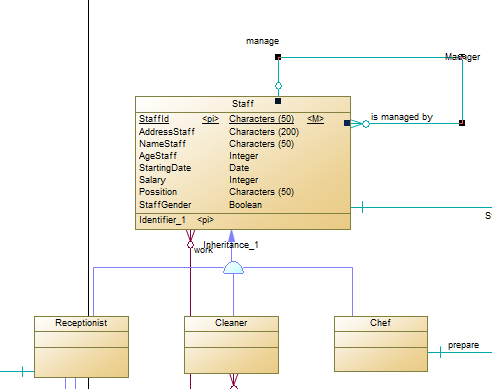 manage
Manager
Staff
is managed by
StaffId <pi> Characters (50) <M>
AddressStaff Characters (200)
NameStaff Characters (50)
AgeStaff Integer
StartingDate Date
Salary Integer
Possition Characters (50)
StaffGender Boolean
Identifier_1 <pi>
Inheritance_1
work
Receptionist
Cleaner
Chef
prepare